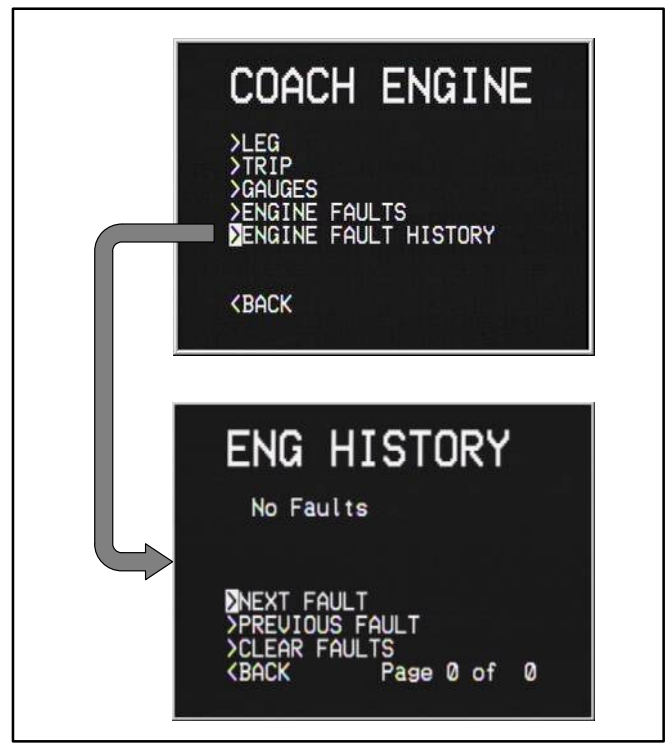 COACH ENGINE
>LEG
>TRIP
>GAUGES
>ENGINE FAULTS
>ENGINE FAULT HISTORY
<BACK
ENG HISTORY
No Faults
>NEXT FAULT
>PREVIOUS FAULT
>CLEAR FAULTS
<BACK Page 0 of 0